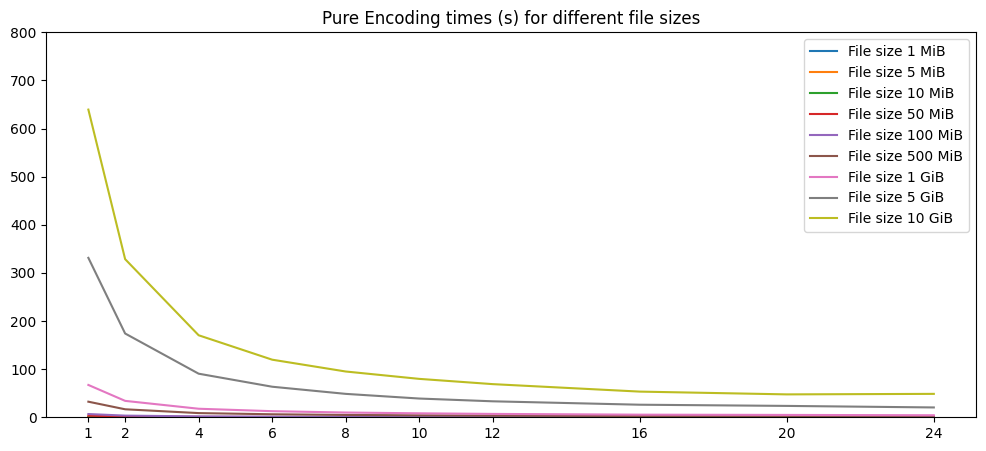 Pure Encoding times (s) for different file sizes
800
700
600
500
400
300
200
100
0
1 2 4 6 8 10 12 16 20 24
File size 1 MiB
File size 5 MiB
File size 10 MiB
File size 50 MiB
File size 100 MiB
File size 500 MiB
File size 1 GiB
File size 5 GiB
File size 10 GiB